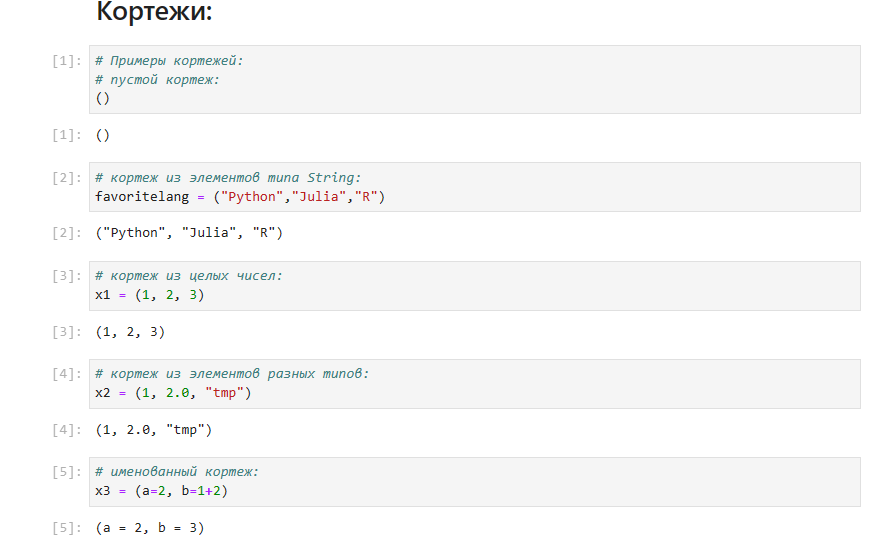 Кортежи:
[1]: # Примеры кортежей:
# пустой кортеж:
()
[1]: ()
[2]: # кортеж из элементов типа String:
favoritelang = ("Python","Julia","R")
[2]: ("Python", "Julia", "R")
[3]: # кортеж из целых чисел:
x1 = (1, 2, 3)
[3]: (1, 2, 3)
[4]: # кортеж из элементов разных типов:
x2 = (1, 2.0, "tmp")
[4]: (1, 2.0, "tmp")
[5]: # именованный кортеж:
x3 = (a=2, b=1+2)
[5]: (a = 2, b = 3)